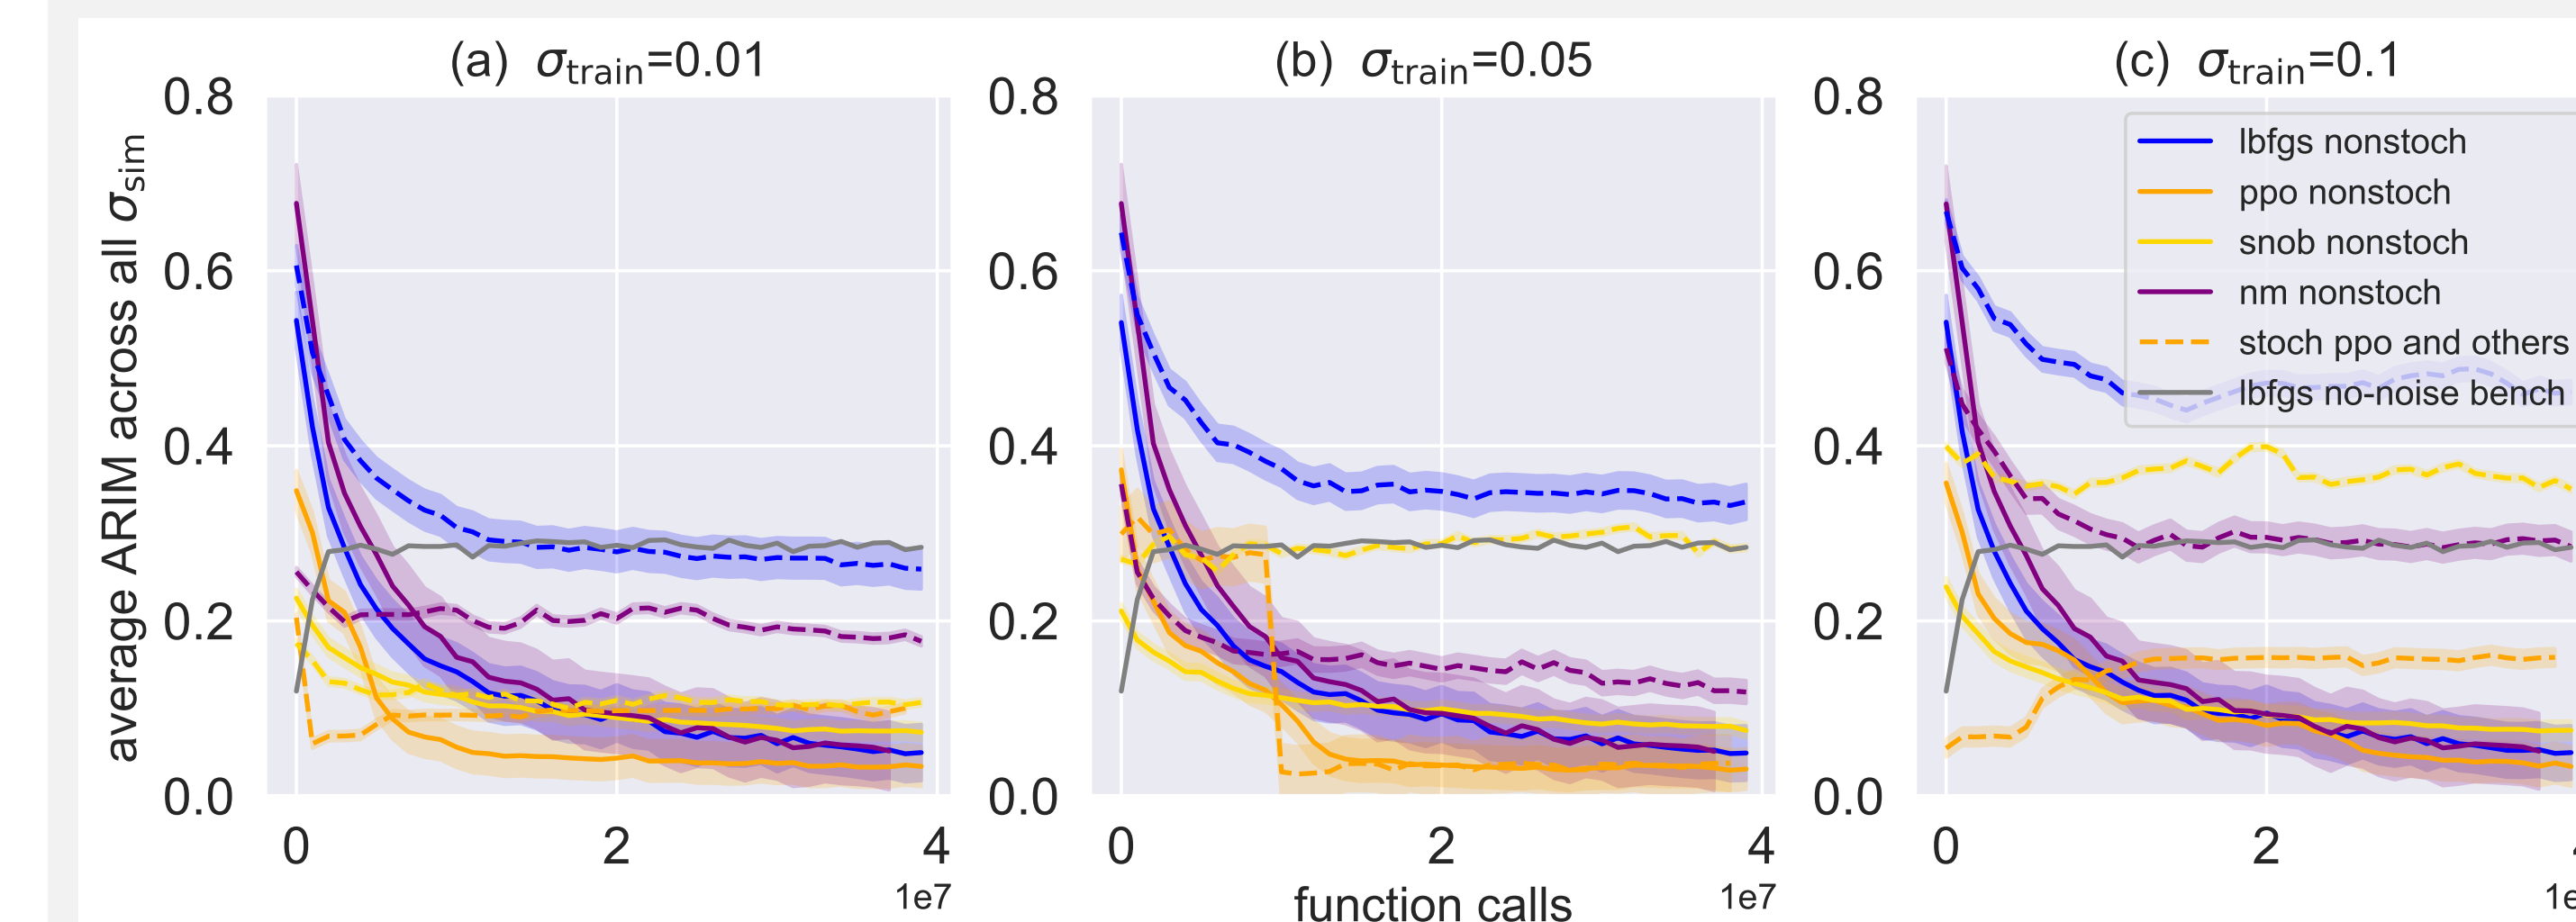 (a) σtrain=0.01
(b) σtrain=0.05
(c) σtrain=0.1
average ARIM across all σsim
0.8
0.6
0.4
0.2
0.0
0
2
4
1e7
0.8
0.6
0.4
0.2
0.0
0
2
4
1e7
function calls
0.8
0.6
0.4
0.2
0.0
0
2
lbfgs nonstoch
ppo nonstoch
snob nonstoch
nm nonstoch
stoch ppo and others
lbfgs no-noise bench